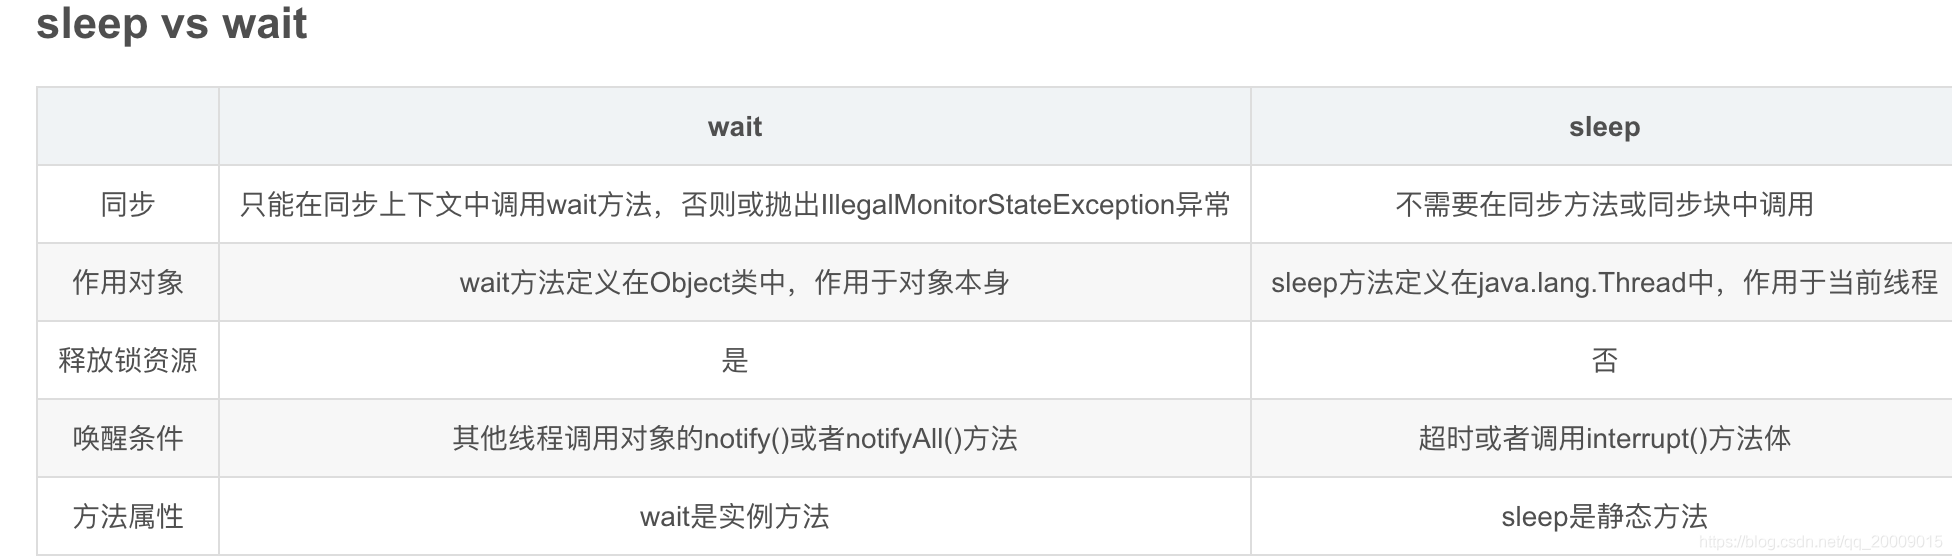 sleep vs wait
wait sleep
同步 只能在同步上下文中调用wait方法，否则或抛出IllegalMonitorStateException异常 不需要在同步方法或同步块中调用
作用对象 wait方法定义在Object类中，作用于对象本身 sleep方法定义在java.lang.Thread中，作用于当前线程
释放锁资源 是 否
唤醒条件 其他线程调用对象的notify()或者notifyAll()方法 超时或者调用interrupt()方法体
方法属性 wait是实例方法 sleep是静态方法
https://blog.csdn.net/qq_20009015